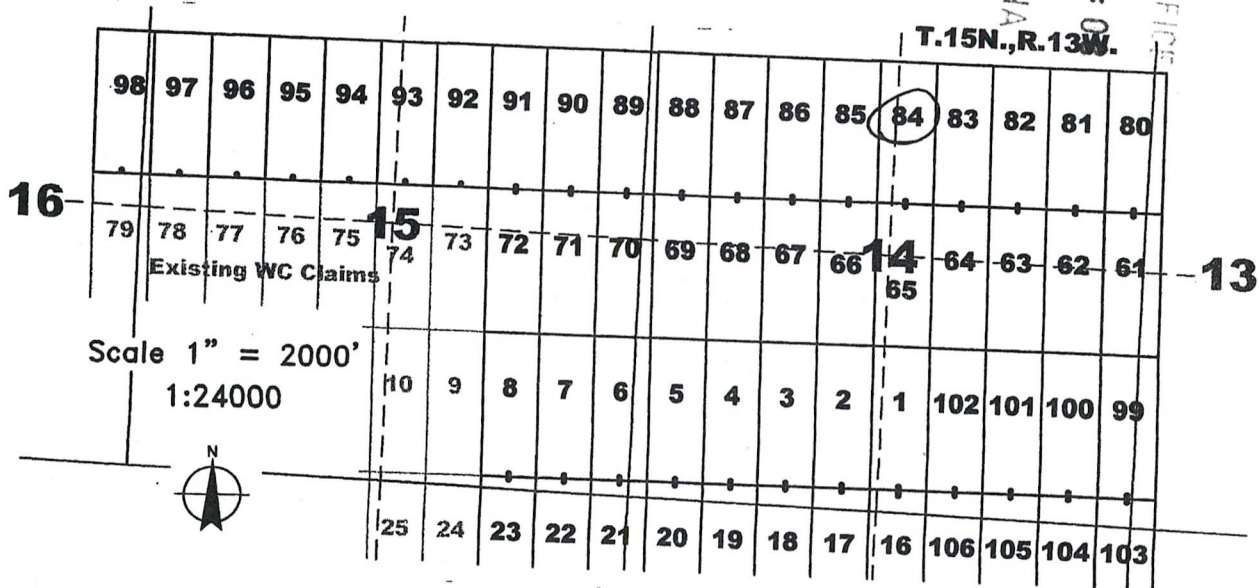 FICE
T.15N.,R.13W.
98 97 96 95 94 93 92 91 90 89 88 87 86 85 84 83 82 81 80
16 15 14 13
79 78 77 76 75 74 73 72 71 70 69 68 67 66 65 64 63 62 61
Existing WC Claims
Scale 1" = 2000'
1:24000
10 9 8 7 6 5 4 3 2 1 102 101 100 99
N
25 24 23 22 21 20 19 18 17 16 106 105 104 103